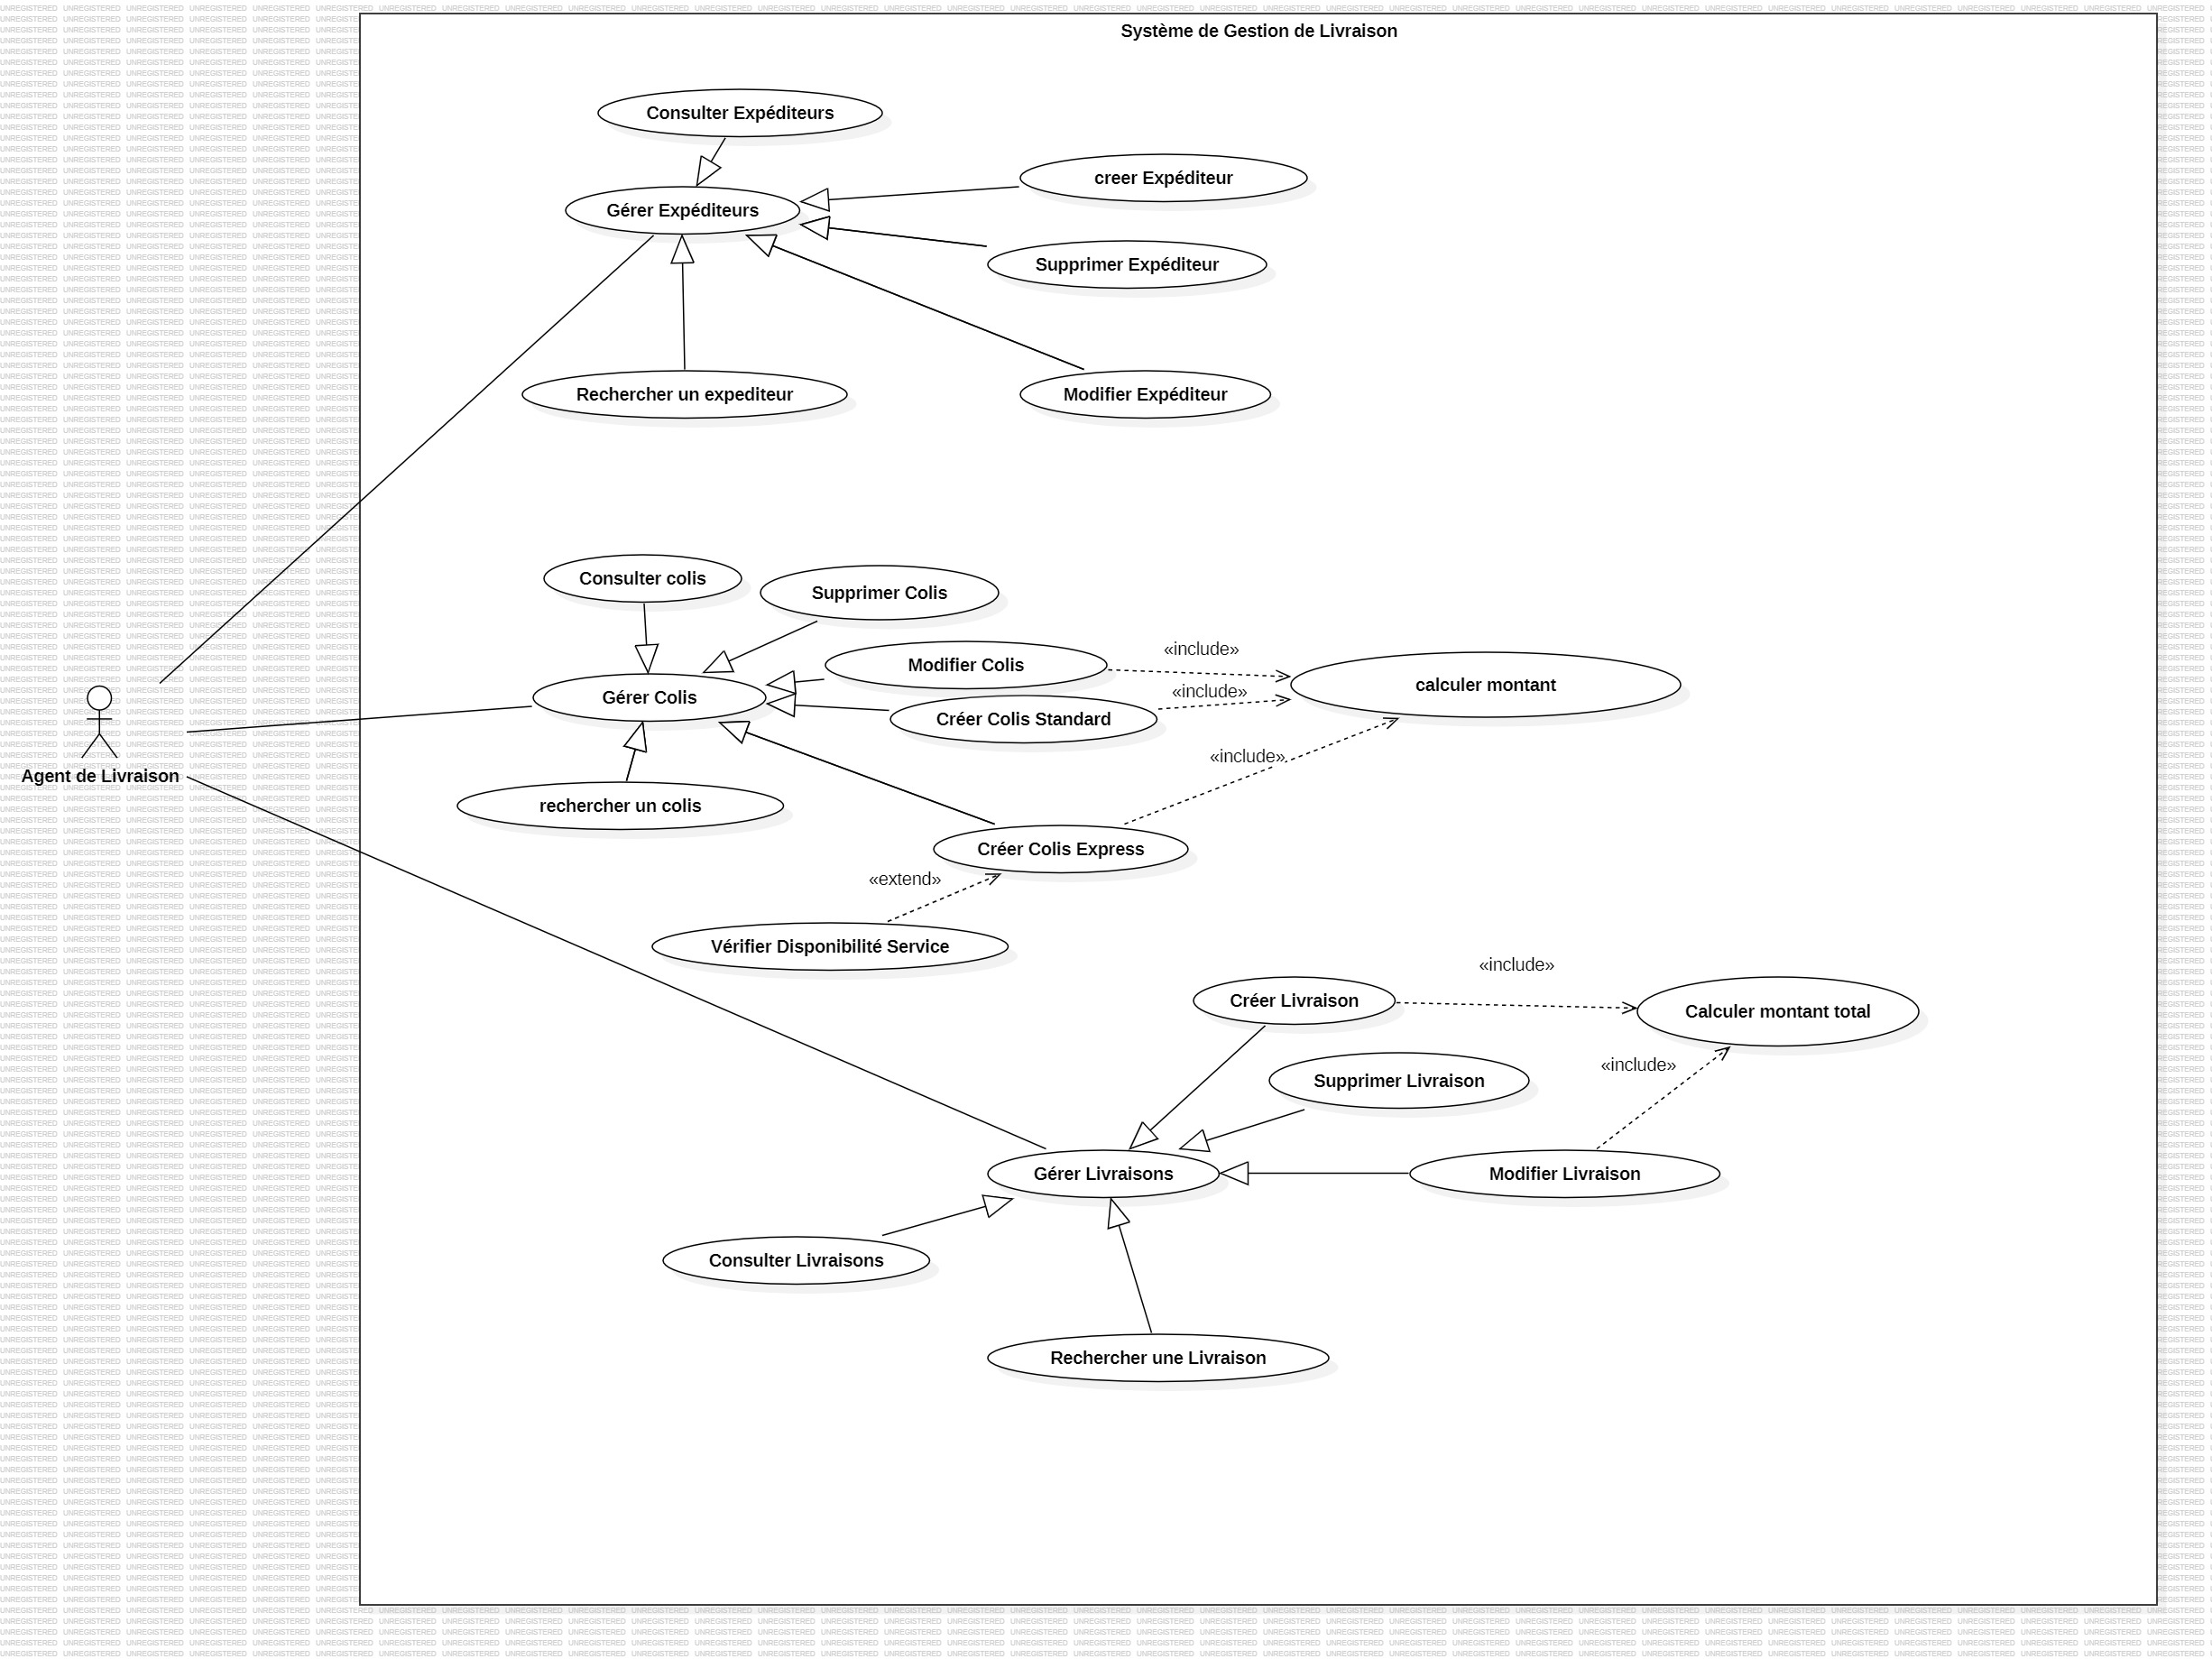 Système de Gestion de Livraison
Consulter Expéditeurs
creer Expéditeur
Gérer Expéditeurs
Supprimer Expéditeur
Rechercher un expediteur
Modifier Expéditeur
Consulter colis
Supprimer Colis
«include»
Modifier Colis
calculer montant
«include»
Gérer Colis
Créer Colis Standard
«include»
Agent de Livraison
rechercher un colis
Créer Colis Express
«extend»
Vérifier Disponibilité Service
«include»
Créer Livraison
Calculer montant total
«include»
Supprimer Livraison
Gérer Livraisons
Modifier Livraison
Consulter Livraisons
Rechercher une Livraison
UNREGISTERED